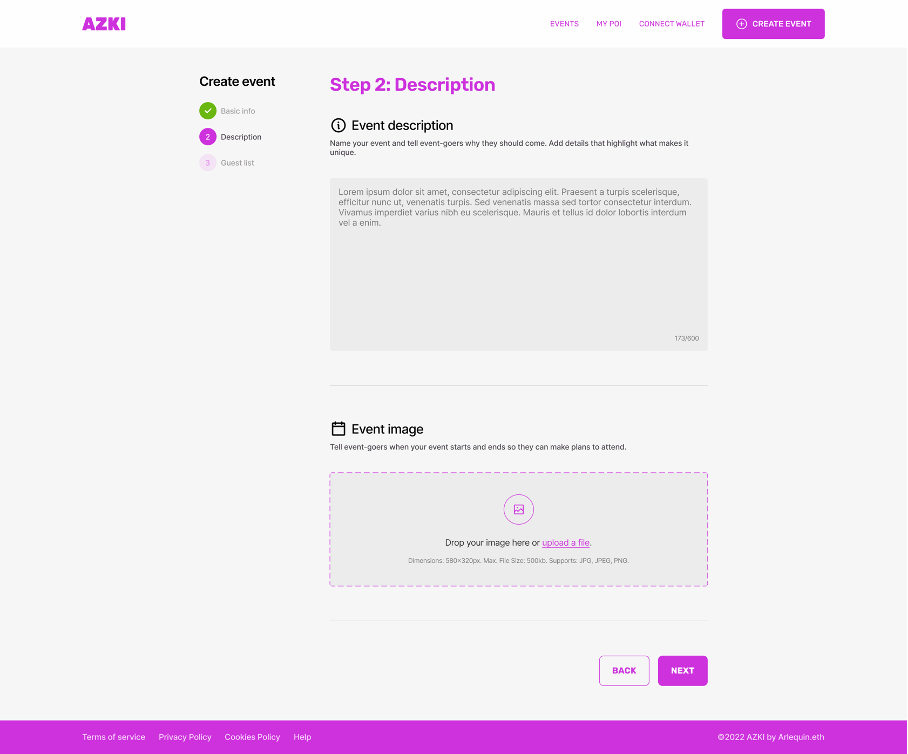 AZKI
EVENTS
MY POI
CONNECT WALLET
CREATE EVENT
Create event
Basic info
2
Description
3
Guest list
Step 2: Description
Event description
Name your event and tell event-goers why they should come. Add details that highlight what makes it
unique.
Lorem ipsum dolor sit amet, consectetur adipiscing elit. Praesent a turpis scelerisque,
efficitur nunc ut, venenatis turpis. Sed venenatis massa sed tortor consectetur interdum.
Vivamus imperdiet varius nibh eu scelerisque. Mauris et tellus id dolor lobortis interdum
vel a enim.
173/600
Event image
Tell event-goers when your event starts and ends so they can make plans to attend.
Drop your image here or upload a file.
Dimensions: 580x320px. Max. File Size: 500kb. Supports: JPG, JPEG, PNG.
BACK
NEXT
Terms of service
Privacy Policy
Cookies Policy
Help
©2022 AZKI by Arlequin.eth